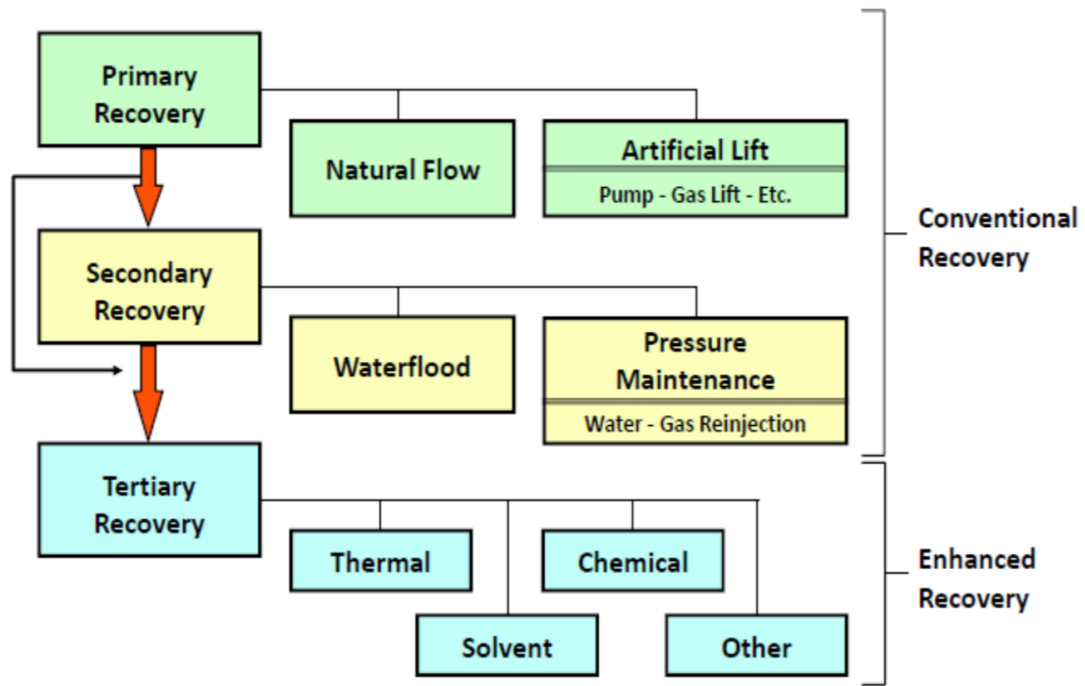 Primary
Recovery
Natural Flow
Artificial Lift
Pump - Gas Lift - Etc.
Conventional
Recovery
Secondary
Recovery
Waterflood
Pressure
Maintenance
Water - Gas Reinjection
Tertiary
Recovery
Thermal
Chemical
Solvent
Other
Enhanced
Recovery